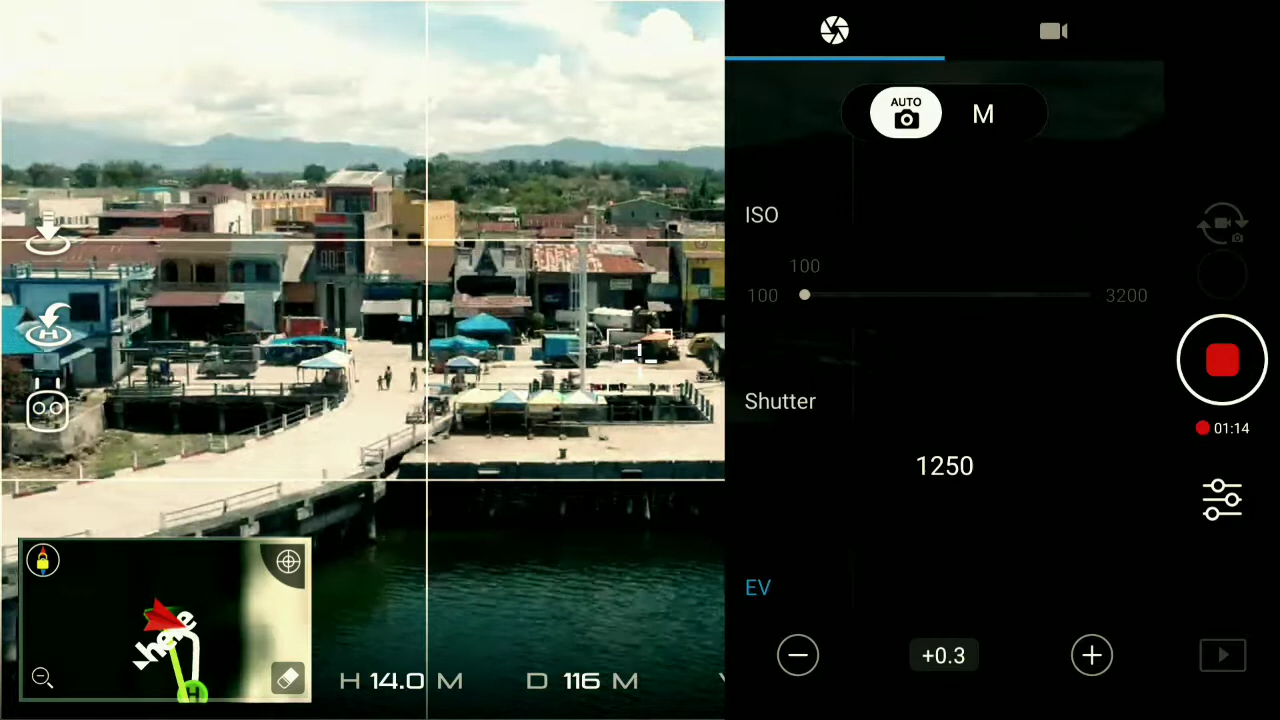 AUTO
M
ISO
100
100
3200
Shutter
01:14
1250
EV
+0.3
H
H 14.0 M
D 116 M